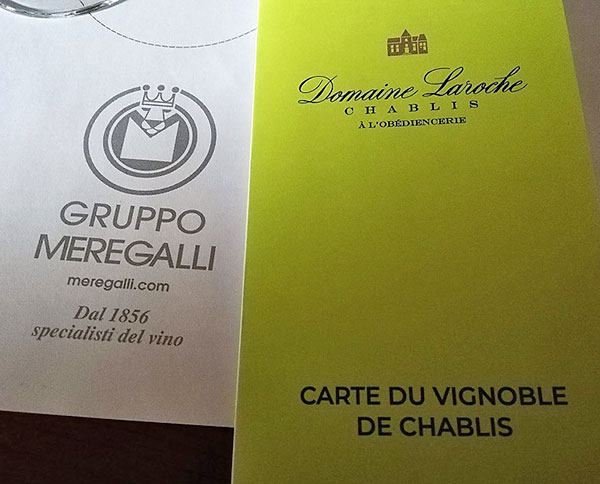 GRUPPO
MEREGALLI
meregalli.com
Dal 1856
specialisti del vino
Domaine Laroche
CHABLIS
À L'OBÉDIENCERIE
CARTE DU VIGNOBLE
DE CHABLIS